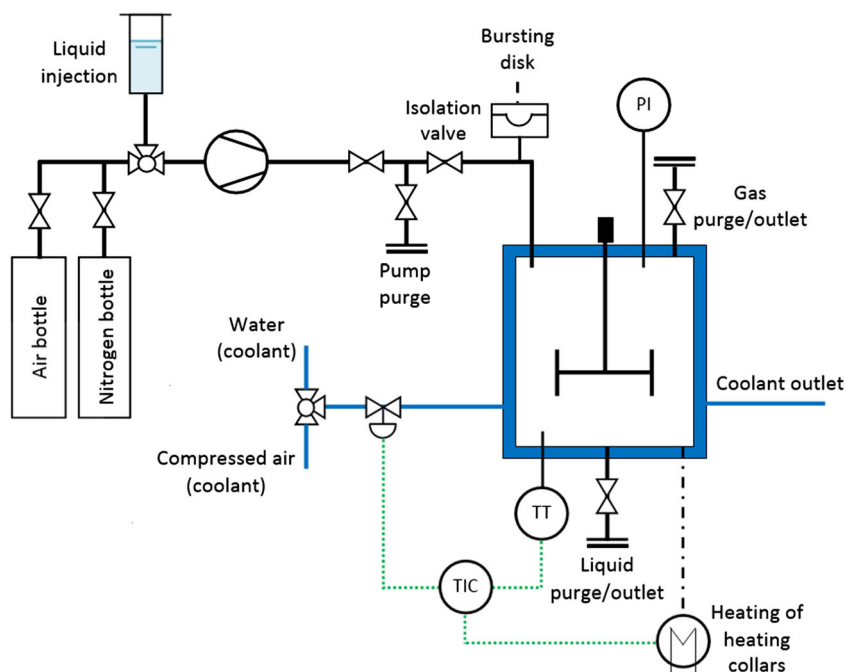 Liquid
injection
Bursting
disk
Isolation
valve
PI
Gas
purge/outlet
Pump
purge
Air bottle
Nitrogen bottle
Water
(coolant)
Coolant outlet
Compressed air
(coolant)
TT
Liquid
purge/outlet
TIC
Heating of
heating
collars